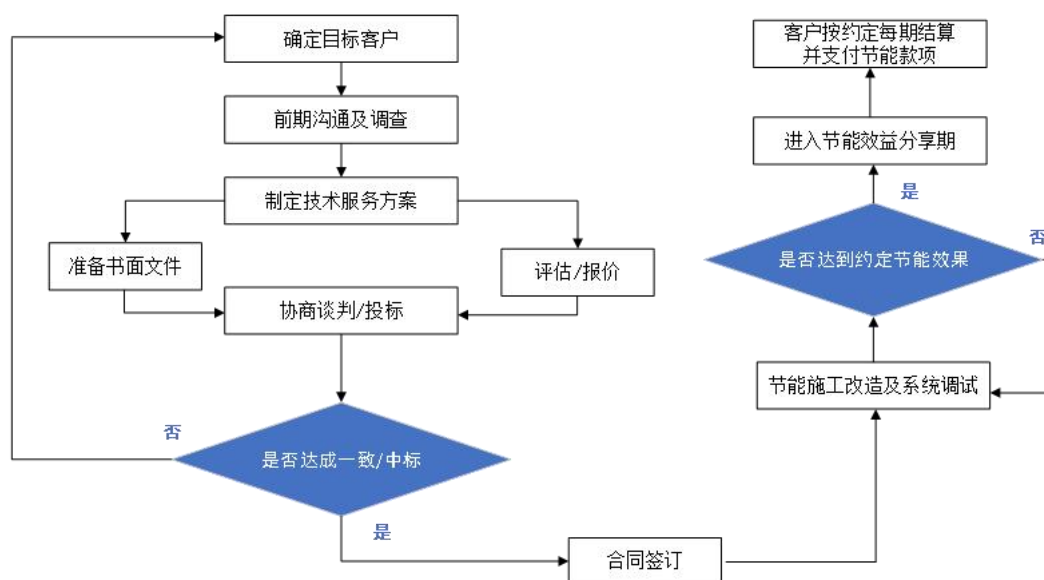 确定目标客户
前期沟通及调查
制定技术服务方案
准备书面文件
评估/报价
协商谈判/投标
否
是否达成一致/中标
是
合同签订
客户按约定每期结算
并支付节能款项
进入节能效益分享期
是
否
是否达到约定节能效果
节能施工改造及系统调试